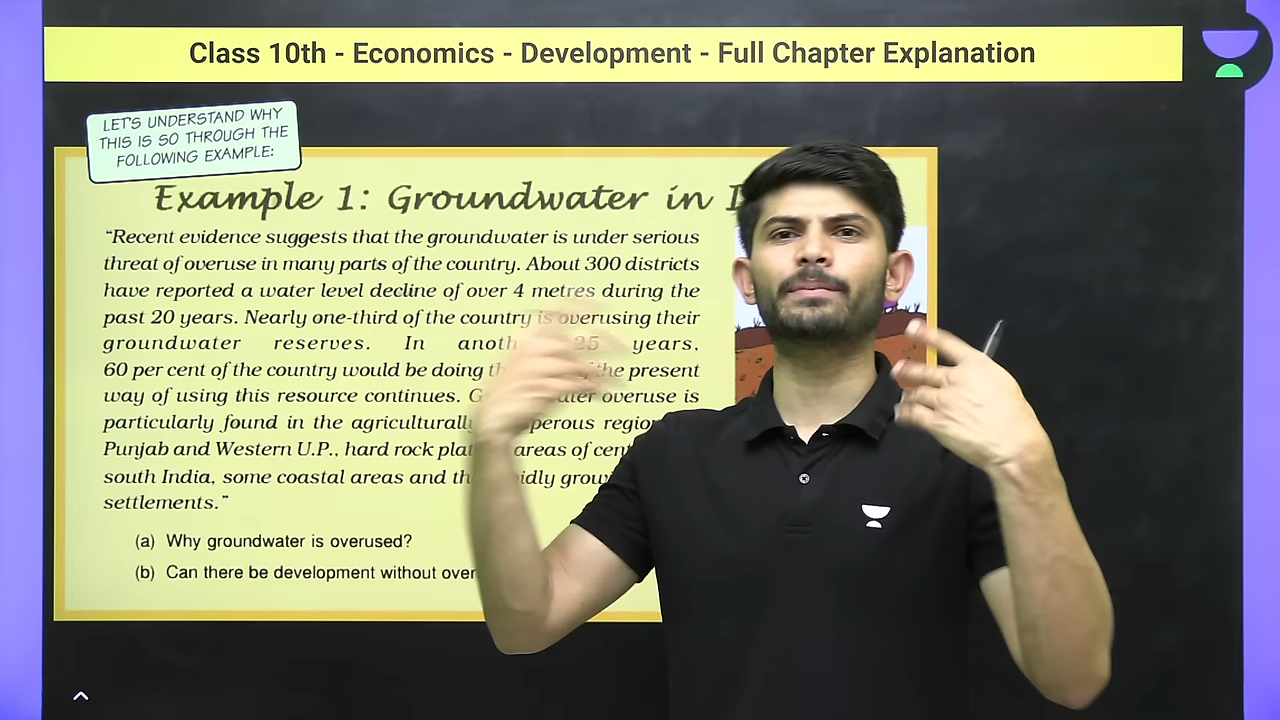 Class 10th - Economics - Development - Full Chapter Explanation
LET'S UNDERSTAND WHY
THIS IS SO THROUGH THE
FOLLOWING EXAMPLE:
Example 1: Groundwater in
"Recent evidence suggests that the groundwater is under serious
threat of overuse in many parts of the country. About 300 districts
have reported a water level decline of over 4 metres during the
past 20 years. Nearly one-third of the country is overusing their
groundwater reserves. In 25 years,
60 per cent of the country would be doing the present
way of using this resource continues. overuse is
particularly found in the agriculturally
Punjab and Western U.P., hard rock areas of
south India, some coastal areas and
settlements."
(a) Why groundwater is overused?
(b) Can there be development without